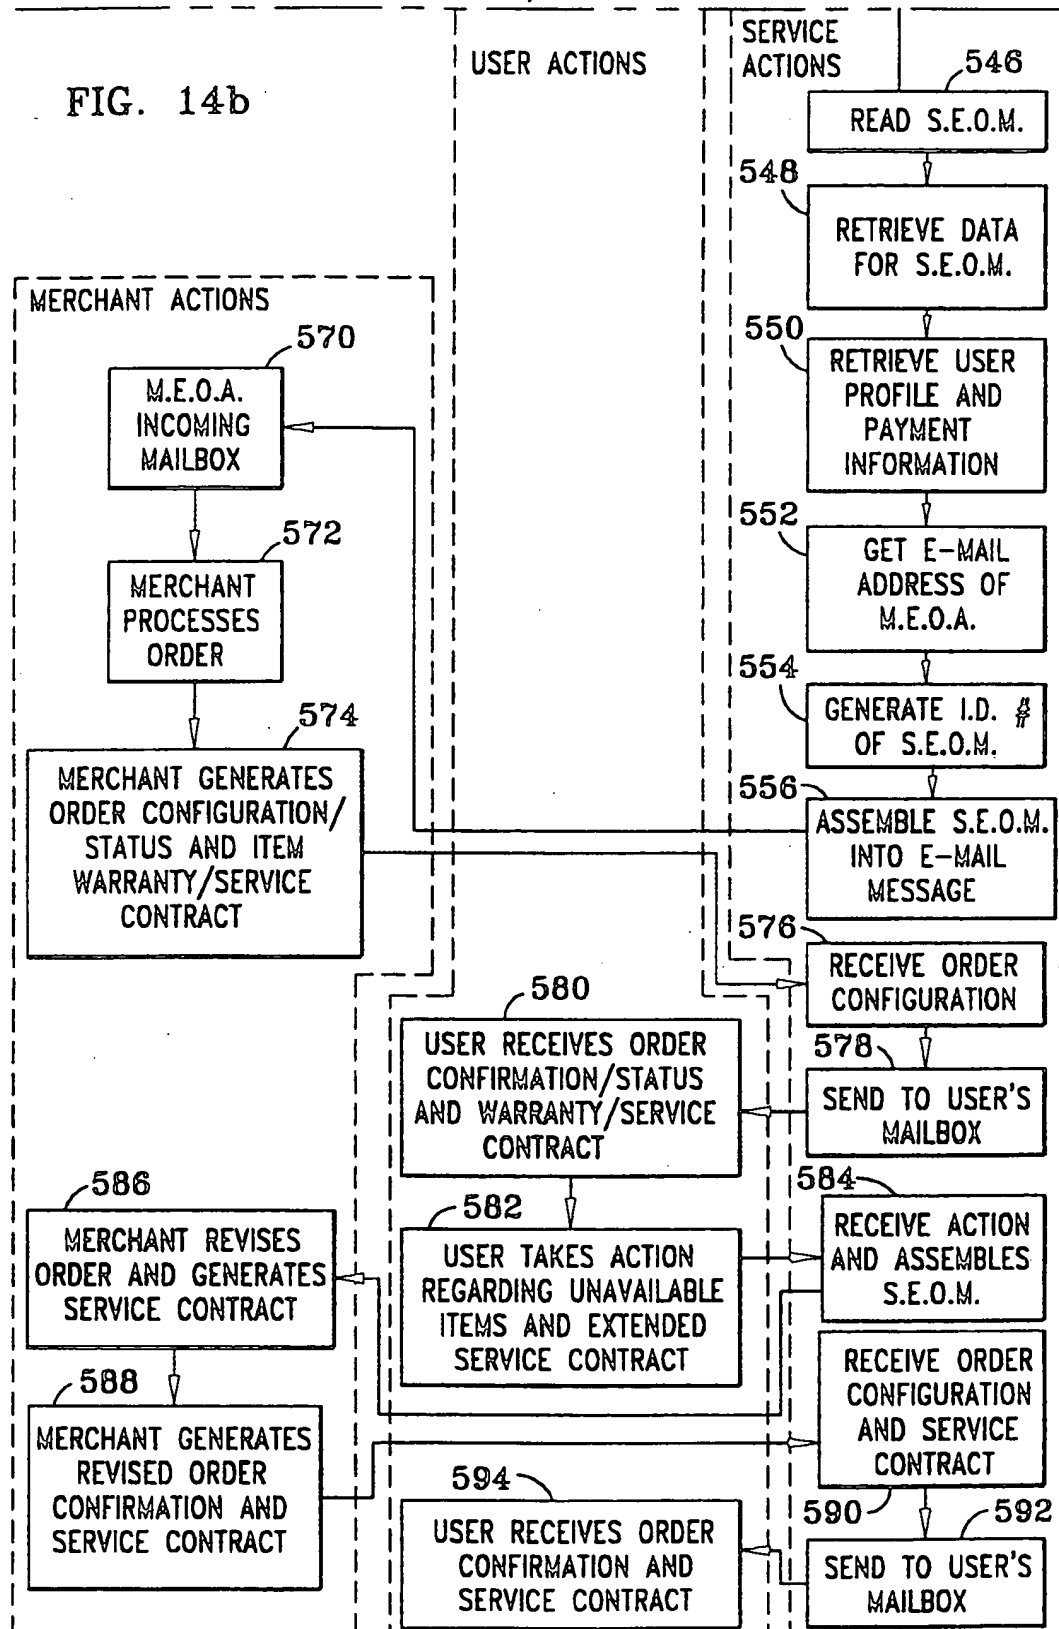 FIG. 14b
USER ACTIONS
SERVICE
ACTIONS
546
READ S.E.O.M.
548
RETRIEVE DATA
FOR S.E.O.M.
550
RETRIEVE USER
PROFILE AND
PAYMENT
INFORMATION
552
GET E-MAIL
ADDRESS OF
M.E.O.A.
554
GENERATE I.D. #
OF S.E.O.M.
556
ASSEMBLE S.E.O.M.
INTO E-MAIL
MESSAGE
MERCHANT ACTIONS
570
M.E.O.A.
INCOMING
MAILBOX
572
MERCHANT
PROCESSES
ORDER
574
MERCHANT GENERATES
ORDER CONFIGURATION/
STATUS AND ITEM
WARRANTY/SERVICE
CONTRACT
576
RECEIVE ORDER
CONFIGURATION
578
SEND TO USER'S
MAILBOX
580
USER RECEIVES ORDER
CONFIRMATION/STATUS
AND WARRANTY/SERVICE
CONTRACT
582
USER TAKES ACTION
REGARDING UNAVAILABLE
ITEMS AND EXTENDED
SERVICE CONTRACT
584
RECEIVE ACTION
AND ASSEMBLES
S.E.O.M.
586
MERCHANT REVISES
ORDER AND GENERATES
SERVICE CONTRACT
588
MERCHANT GENERATES
REVISED ORDER
CONFIRMATION AND
SERVICE CONTRACT
RECEIVE ORDER
CONFIGURATION
AND SERVICE
CONTRACT
590
592
SEND TO USER'S
MAILBOX
594
USER RECEIVES ORDER
CONFIRMATION AND
SERVICE CONTRACT